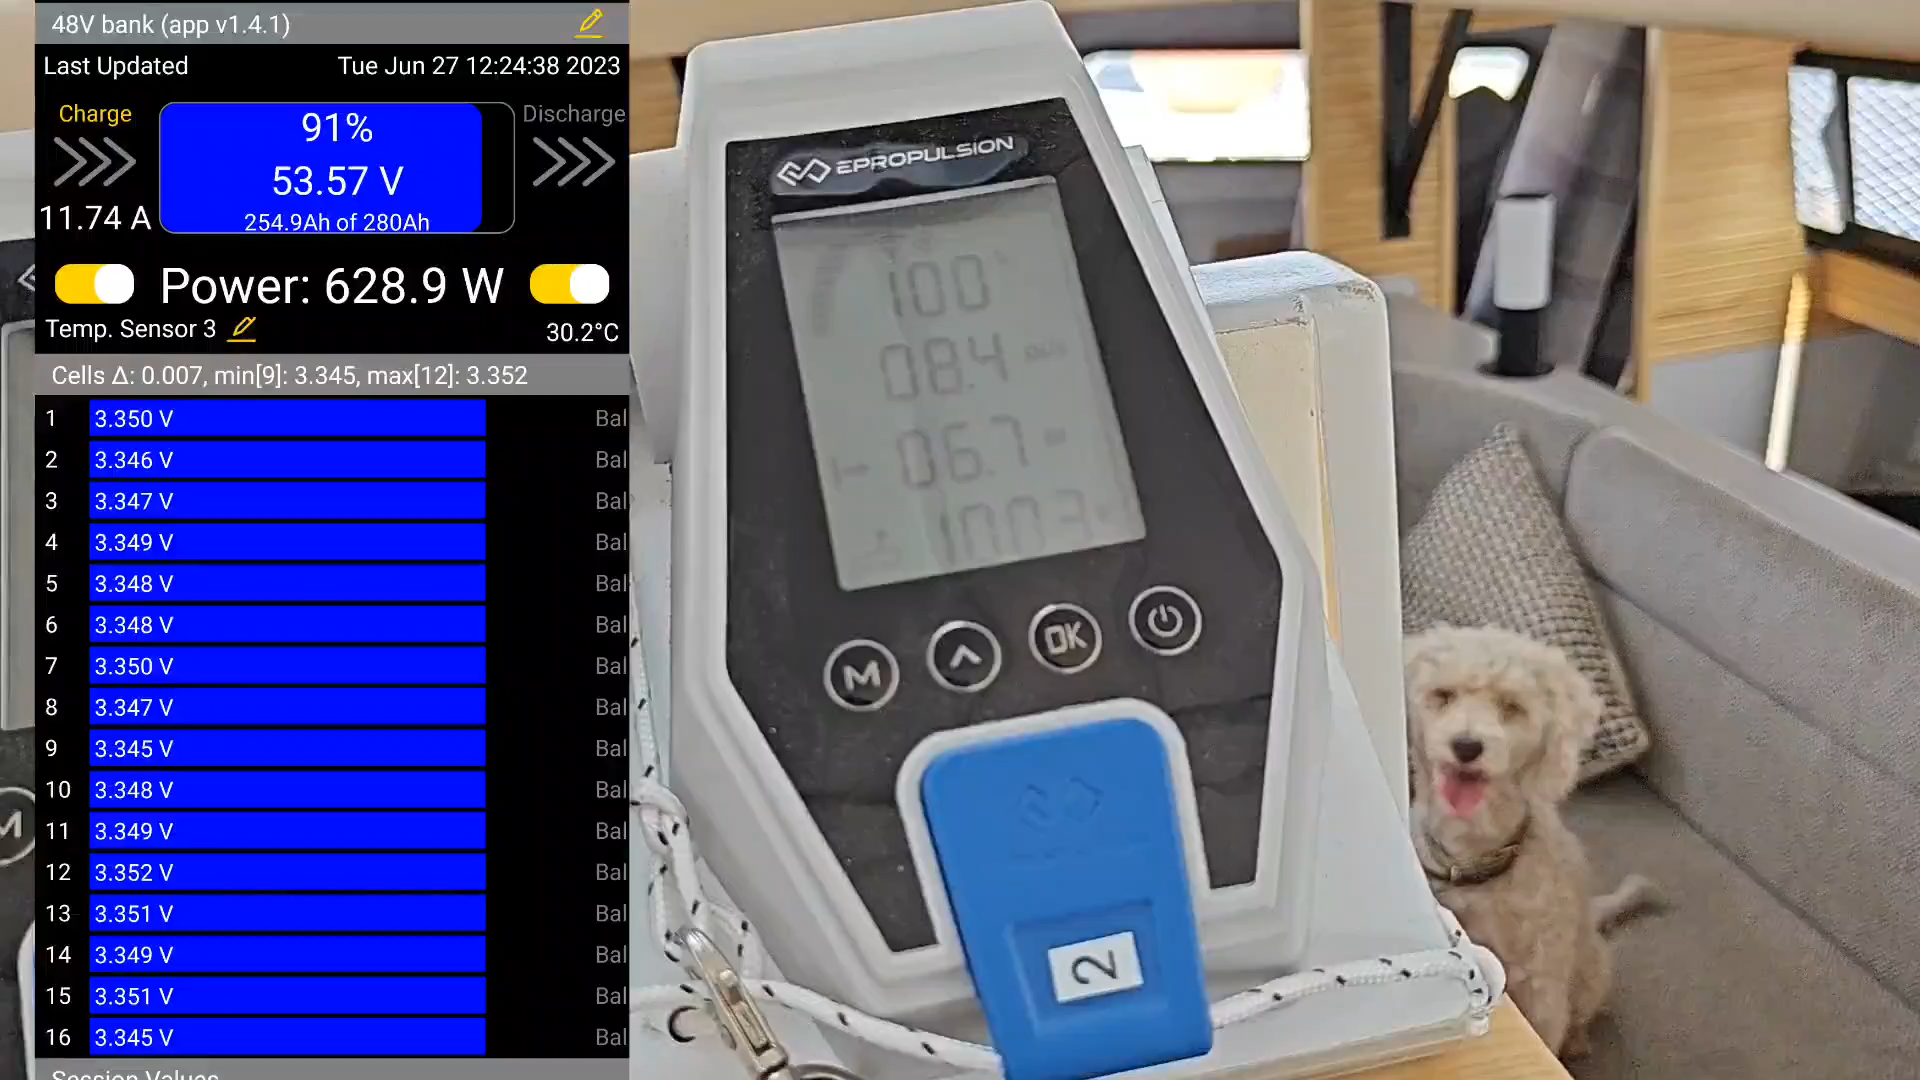 48V bank (app v1.4.1)
Last Updated Tue Jun 27 12:24:38 2023
Charge Discharge
91%
53.57 V
11.74 A
254.9Ah of 280Ah
Power: 628.9 W
Temp. Sensor 3 30.2°C
Cells Δ: 0.007, min[9]: 3.345, max[12]: 3.352
1 3.350 V Bal
2 3.346 V Bal
3 3.347 V Bal
4 3.349 V Bal
5 3.348 V Bal
6 3.348 V Bal
7 3.350 V Bal
8 3.347 V Bal
9 3.345 V Bal
10 3.348 V Bal
11 3.349 V Bal
12 3.352 V Bal
13 3.351 V Bal
14 3.349 V Bal
15 3.351 V Bal
16 3.345 V Bal
Session Values
M
EPROPULSION
100
08.4
06.7
1003
M
OK
2